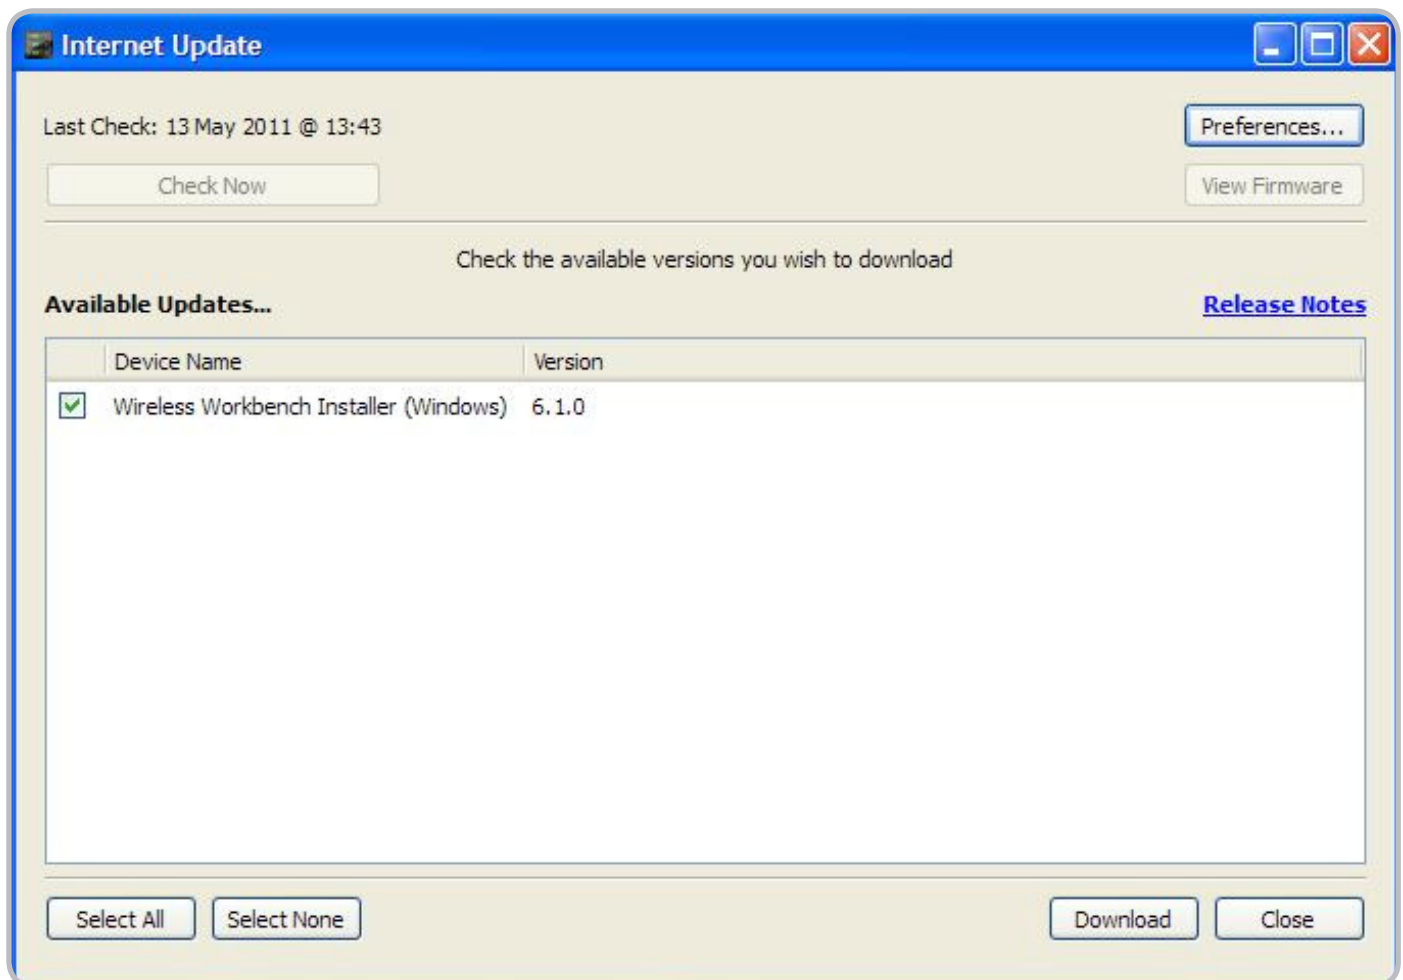 Internet Update
Last Check: 13 May 2011 @ 13:43
Preferences...
Check Now
View Firmware
Check the available versions you wish to download
Available Updates...
Release Notes
Device Name Version
Wireless Workbench Installer (Windows) 6.1.0
Select All Select None Download Close